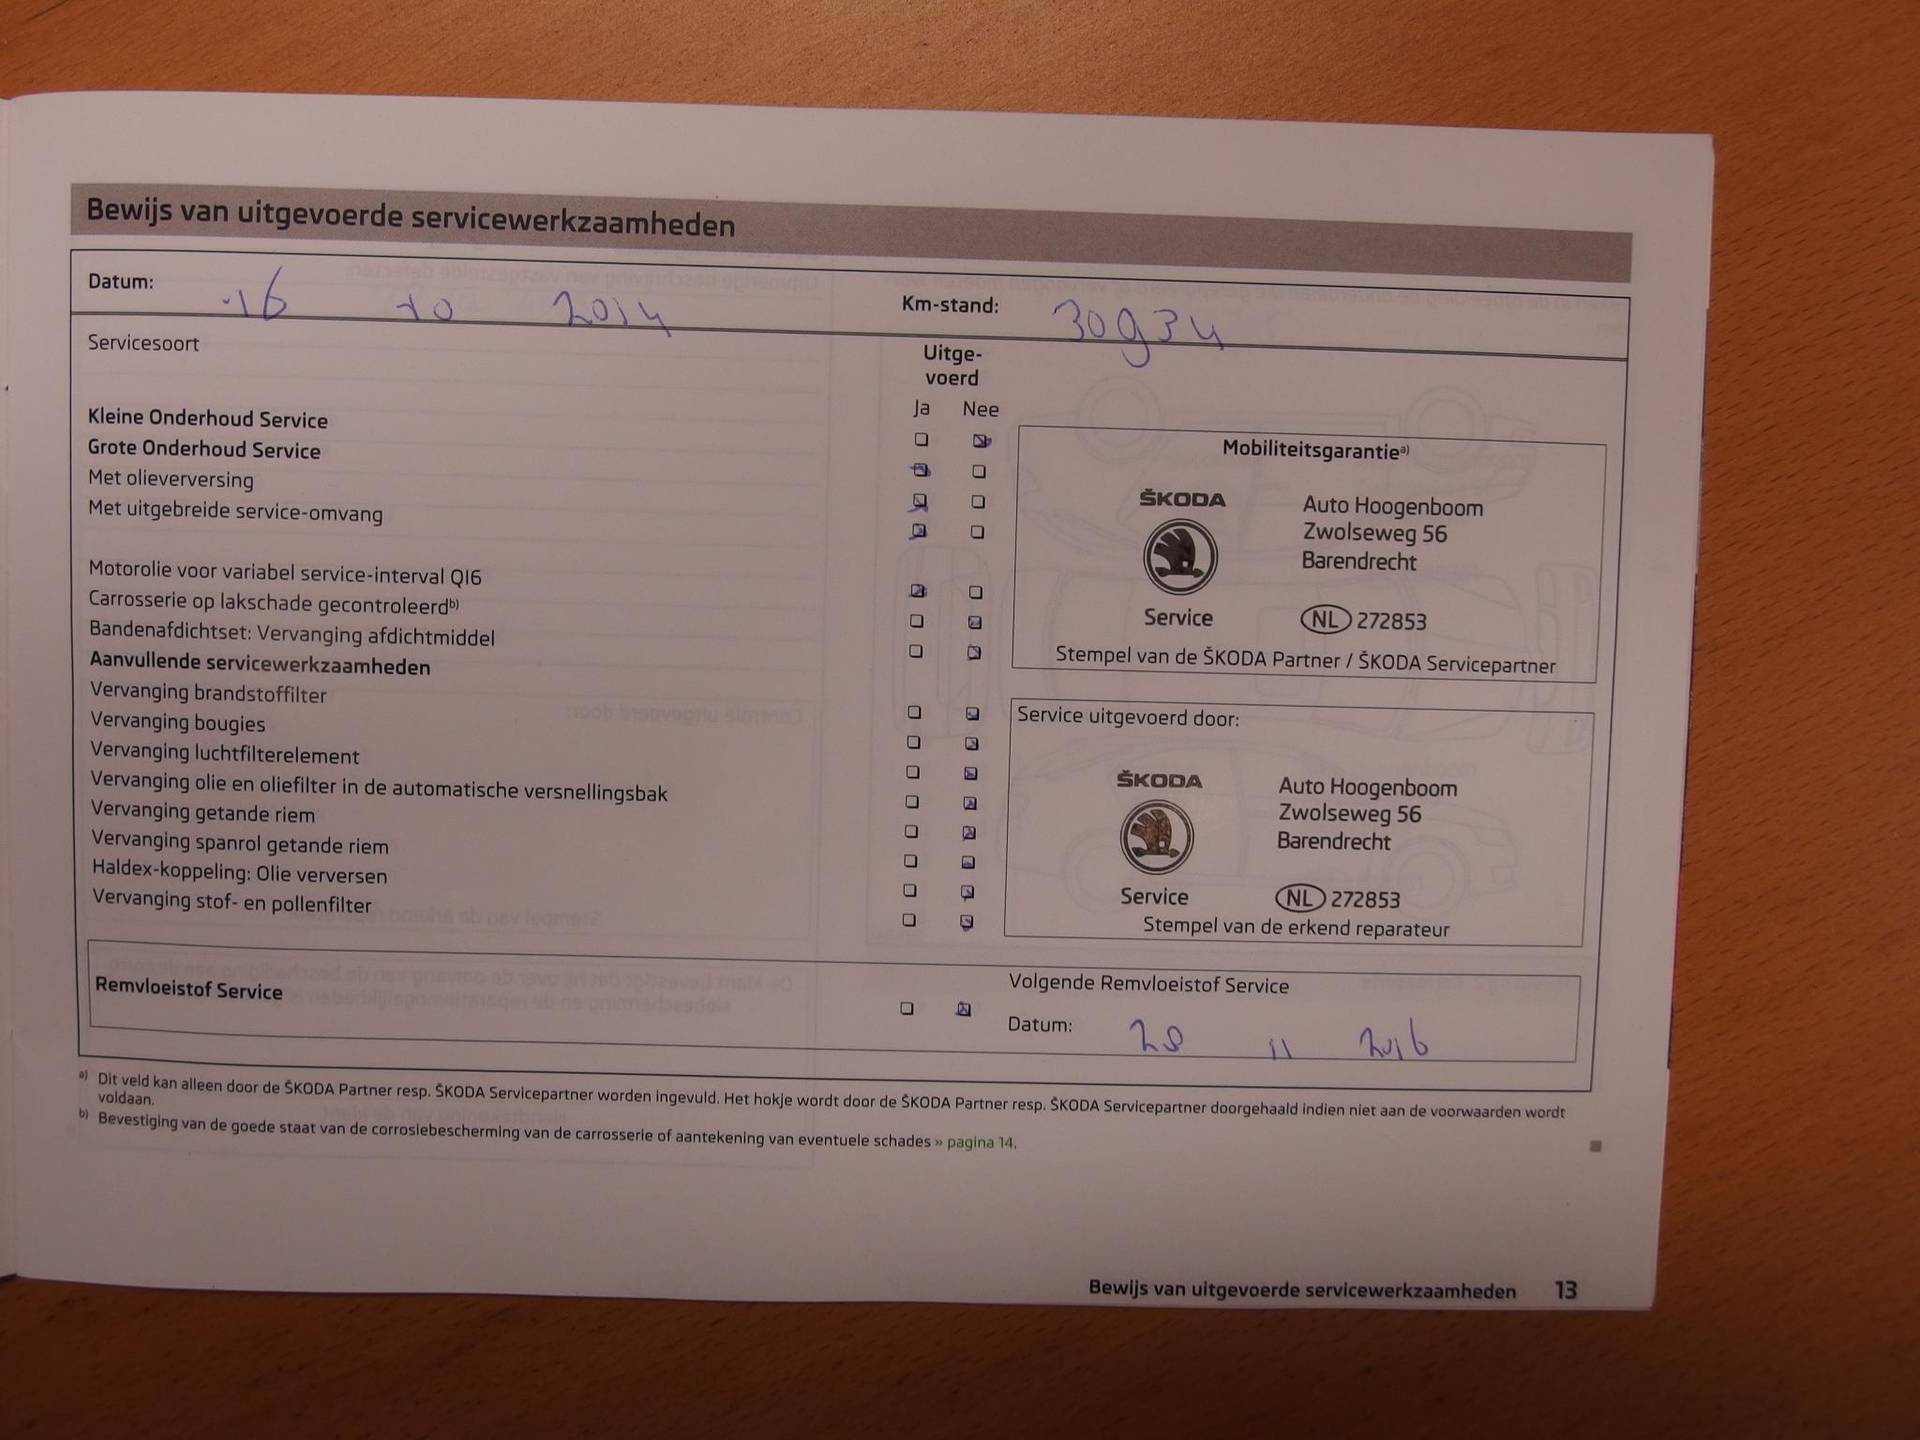 Bewijs van uitgevoerde servicewerkzaamheden
Datum: 16 10 2014 Km-stand: 30934
Servicesoort
Uitge-
voerd
Ja Nee
Kleine Onderhoud Service
Grote Onderhoud Service
Met olieverversing
Met uitgebreide service-omvang
Motorolie voor variabel service-interval QI6
Carrosserie op lakschade gecontroleerd b)
Bandenafdichtset: Vervanging afdichtmiddel
Aanvullende servicewerkzaamheden
Vervanging brandstoffilter
Vervanging bougies
Vervanging luchtfilterelement
Vervanging olie en oliefilter in de automatische versnellingsbak
Vervanging getande riem
Vervanging spanrol getande riem
Haldex-koppeling: Olie verversen
Vervanging stof- en pollenfilter
Mobiliteitsgarantie a)
ŠKODA
Service
Auto Hoogenboom
Zwolseweg 56
Barendrecht
NL 272853
Stempel van de ŠKODA Partner / ŠKODA Servicepartner
Service uitgevoerd door:
ŠKODA
Service
Auto Hoogenboom
Zwolseweg 56
Barendrecht
NL 272853
Stempel van de erkend reparateur
Remvloeistof Service
Volgende Remvloeistof Service
Datum: 28 11 2016
a) Dit veld kan alleen door de ŠKODA Partner resp. ŠKODA Servicepartner worden ingevuld. Het hokje wordt door de ŠKODA Partner resp. ŠKODA Servicepartner doorgehaald indien niet aan de voorwaarden wordt
voldaan.
b) Bevestiging van de goede staat van de corrosiebescherming van de carrosserie of aantekening van eventuele schades » pagina 14.
Bewijs van uitgevoerde servicewerkzaamheden 13